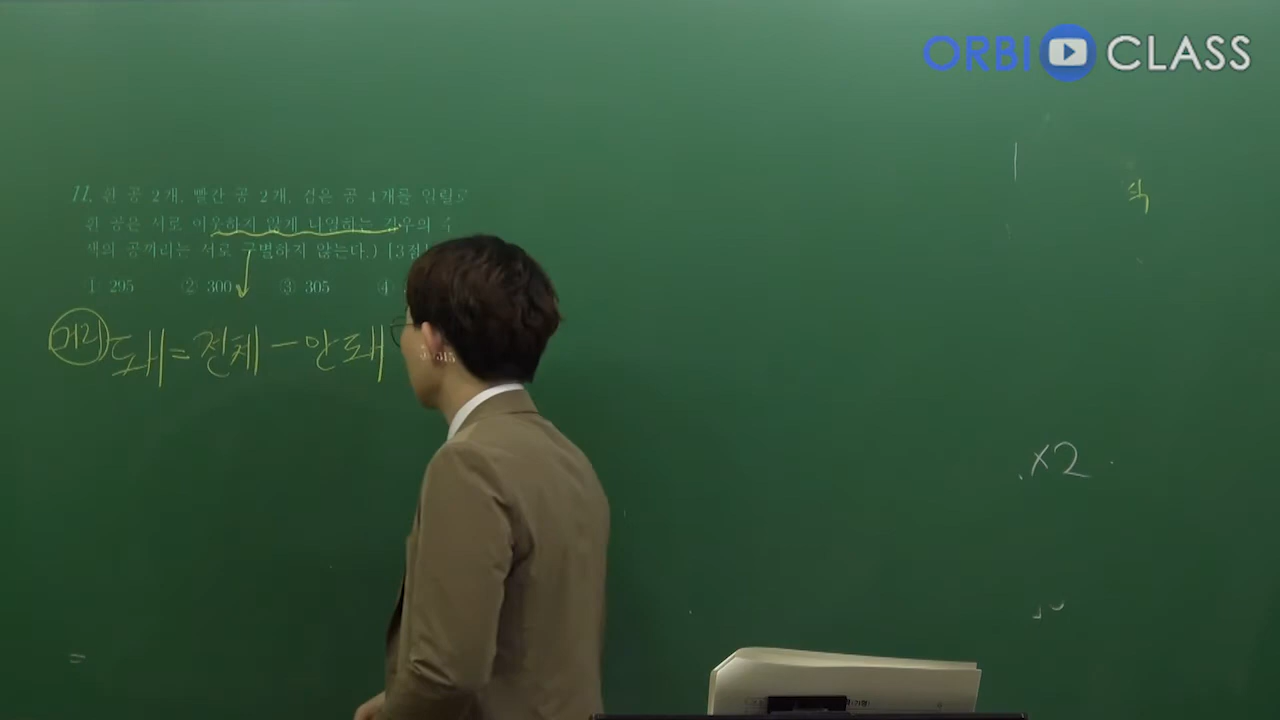 ORBI CLASS
11. 흰 공 2개, 빨간 공 2개, 검은 공 4개를 일렬로
흰 공은 서로 이웃하지 않게 나열하는 경우의 수
색의 공끼리는 서로 구별하지 않는다.) [3점]
① 295 ② 300 ③ 305 ④
돼 = 전체 - 안돼
315
×2
=